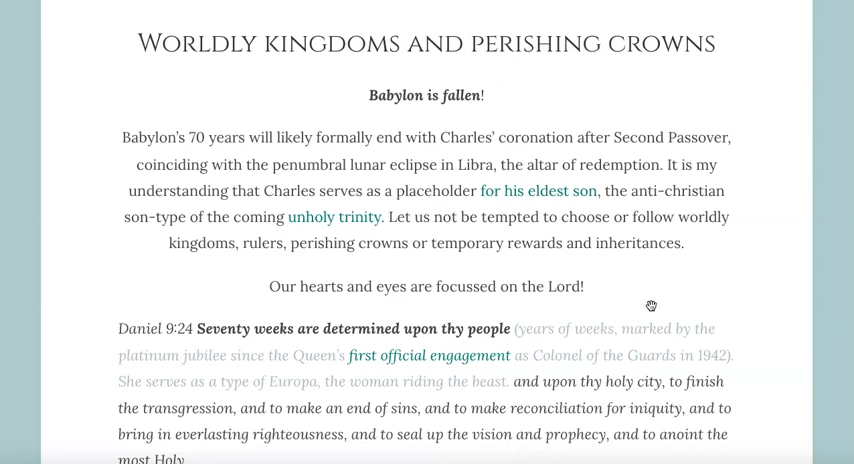 Worldly kingdoms and perishing crowns
Babylon is fallen!
Babylon's 70 years will likely formally end with Charles' coronation after Second Passover,
coinciding with the penumbral lunar eclipse in Libra, the altar of redemption. It is my
understanding that Charles serves as a placeholder for his eldest son, the anti-christian
son-type of the coming unholy trinity. Let us not be tempted to choose or follow worldly
kingdoms, rulers, perishing crowns or temporary rewards and inheritances.
Our hearts and eyes are focussed on the Lord!
Daniel 9:24 Seventy weeks are determined upon thy people (years of weeks, marked by the
platinum jubilee since the Queen's first official engagement as Colonel of the Guards in 1942).
She serves as a type of Europa, the woman riding the beast. and upon thy holy city, to finish
the transgression, and to make an end of sins, and to make reconciliation for iniquity, and to
bring in everlasting righteousness, and to seal up the vision and prophecy, and to anoint the
most Holy.